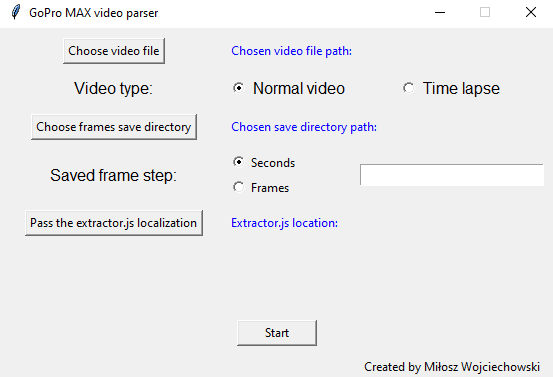 GoPro MAX video parser
Choose video file
Chosen video file path:
Video type:
Normal video
Time lapse
Choose frames save directory
Chosen save directory path:
Saved frame step:
Seconds
Frames
Pass the extractor.js localization
Extractor.js location:
Start
Created by Miłosz Wojciechowski